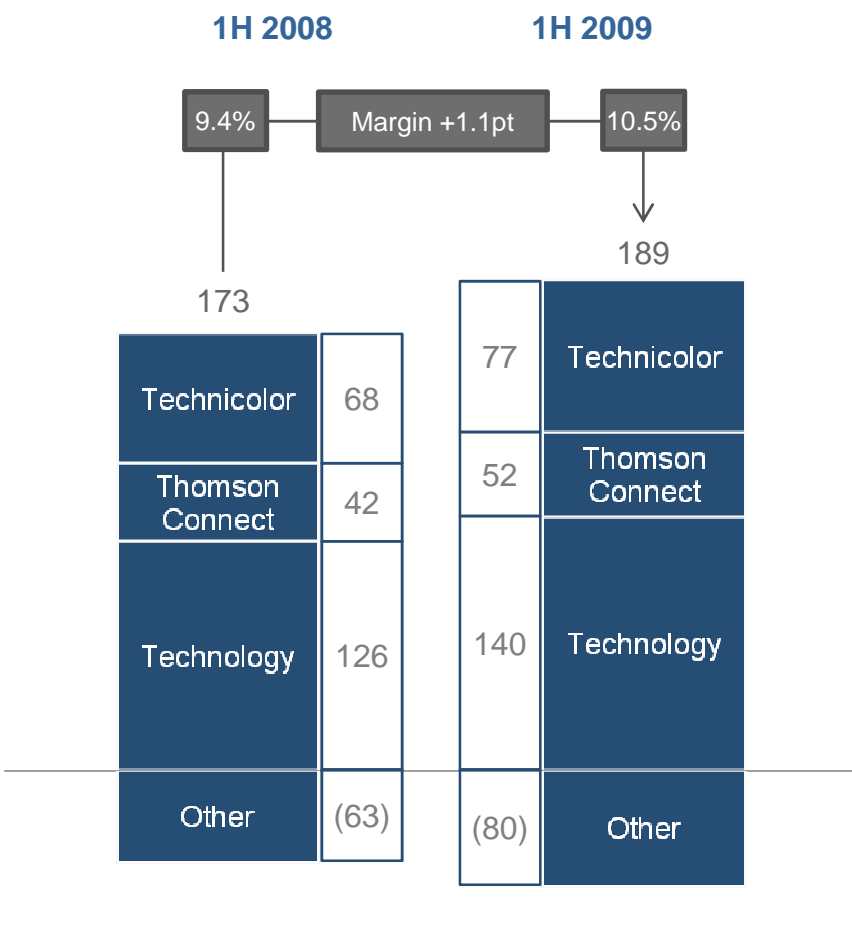 1H 2008
1H 2009
9.4%
Margin +1.1pt
10.5%
189
173
77
Technicolor
Technicolor
68
Thomson
Connect
52
Thomson
Connect
42
140
Technology
Technology
126
Other
(63)
(80)
Other